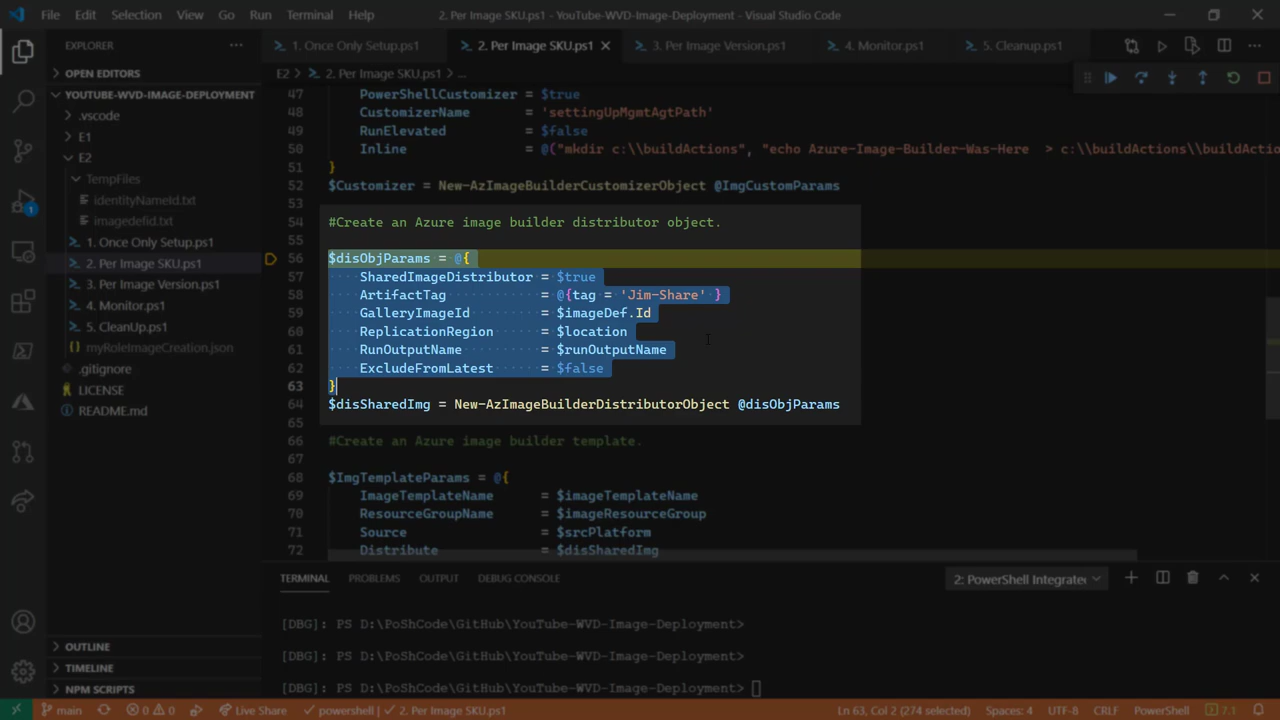 File Edit Selection View Go Run Terminal Help
2. Per Image SKU.ps1 - YouTube-WVD-Image-Deployment - Visual Studio Code
EXPLORER
OPEN EDITORS
YOUTUBE-WVD-IMAGE-DEPLOYMENT
.vscode
E1
E2
TempFiles
identityNameId.txt
imagedefid.txt
1. Once Only Setup.ps1
2. Per Image SKU.ps1
3. Per Image Version.ps1
4. Monitor.ps1
5. CleanUp.ps1
myRoleImageCreation.json
.gitignore
LICENSE
README.md
OUTLINE
TIMELINE
NPM SCRIPTS
1. Once Only Setup.ps1 2. Per Image SKU.ps1 3. Per Image Version.ps1 4. Monitor.ps1 5. Cleanup.ps1
E2 > 2. Per Image SKU.ps1 > ...
47 PowerShellCustomizer = $true
48 CustomizerName = 'settingUpMgmtAgtPath'
49 RunElevated = $false
50 Inline = @("mkdir c:\\buildActions", "echo Azure-Image-Builder-Was-Here > c:\\buildActions\\buildActio
51 }
52 $Customizer = New-AzImageBuilderCustomizerObject @ImgCustomParams
53
54 #Create an Azure image builder distributor object.
55
56 $disObjParams = @{
57 SharedImageDistributor = $true
58 ArtifactTag = @{tag = 'Jim-Share' }
59 GalleryImageId = $imageDef.Id
60 ReplicationRegion = $location
61 RunOutputName = $runOutputName
62 ExcludeFromLatest = $false
63 }
64 $disSharedImg = New-AzImageBuilderDistributorObject @disObjParams
65
66 #Create an Azure image builder template.
67
68 $ImgTemplateParams = @{
69 ImageTemplateName = $imageTemplateName
70 ResourceGroupName = $imageResourceGroup
71 Source = $srcPlatform
72 Distribute = $disSharedImg
TERMINAL PROBLEMS OUTPUT DEBUG CONSOLE
2: PowerShell Integrate
[DBG]: PS D:\PoShCode\GitHub\YouTube-WVD-Image-Deployment>
[DBG]: PS D:\PoShCode\GitHub\YouTube-WVD-Image-Deployment>
[DBG]: PS D:\PoShCode\GitHub\YouTube-WVD-Image-Deployment>
1
main 0 0 Live Share powershell 2. Per Image SKU.ps1 Ln 63, Col 2 (274 selected) Spaces: 4 UTF-8 CRLF PowerShell 7.1